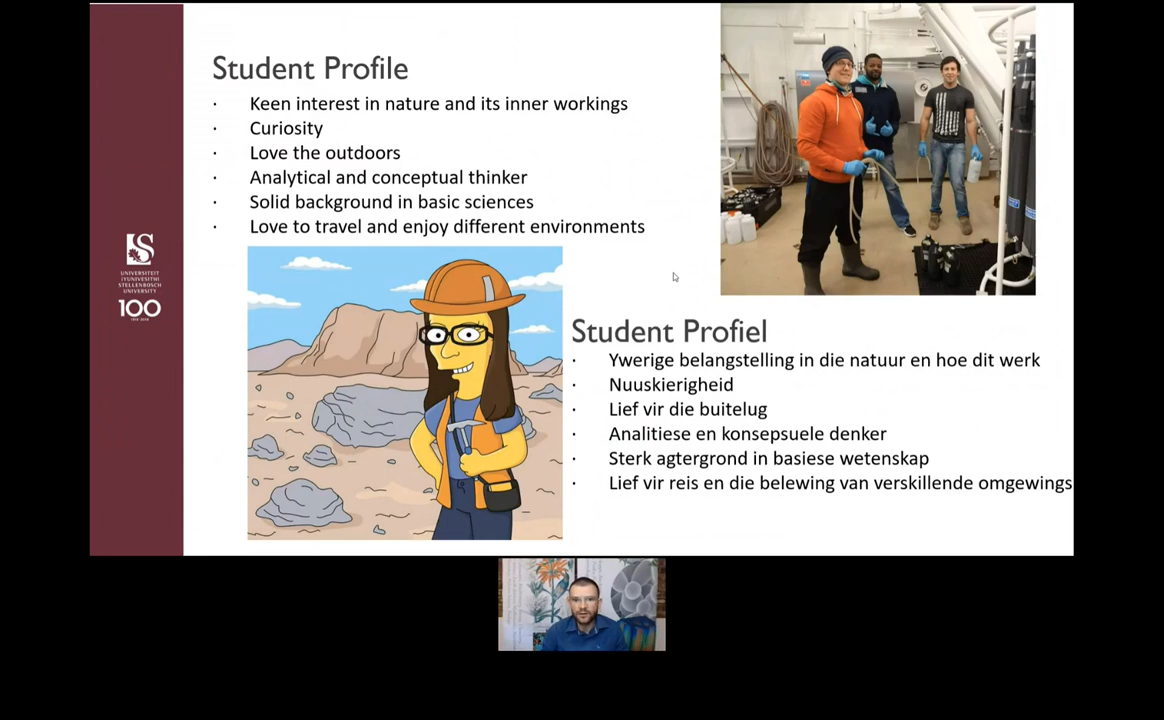 Student Profile
· Keen interest in nature and its inner workings
· Curiosity
· Love the outdoors
· Analytical and conceptual thinker
· Solid background in basic sciences
· Love to travel and enjoy different environments
UNIVERSITEIT
iYUNIVESITHI
STELLENBOSCH
UNIVERSITY
100
Student Profiel
· Ywerige belangstelling in die natuur en hoe dit werk
· Nuuskierigheid
· Lief vir die buitelug
· Analitiese en konsepsuele denker
· Sterk agtergrond in basiese wetenskap
· Lief vir reis en die belewing van verskillende omgewings